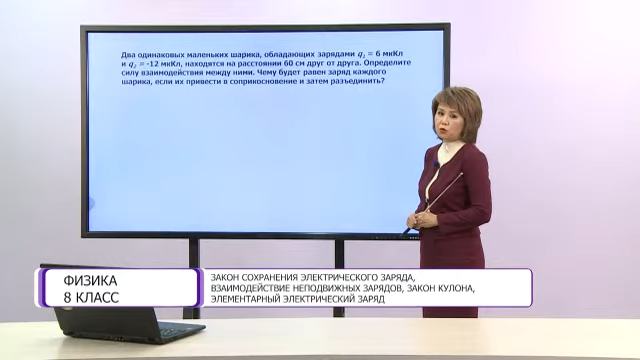 Два одинаковых маленьких шарика, обладающих зарядами q₁ = 6 мкКл
и q₂ = -12 мкКл, находятся на расстоянии 60 см друг от друга. Определите
силу взаимодействия между ними. Чему будет равен заряд каждого
шарика, если их привести в соприкосновение и затем разъединить?
ФИЗИКА
8 КЛАСС
ЗАКОН СОХРАНЕНИЯ ЭЛЕКТРИЧЕСКОГО ЗАРЯДА,
ВЗАИМОДЕЙСТВИЕ НЕПОДВИЖНЫХ ЗАРЯДОВ, ЗАКОН КУЛОНА,
ЭЛЕМЕНТАРНЫЙ ЭЛЕКТРИЧЕСКИЙ ЗАРЯД